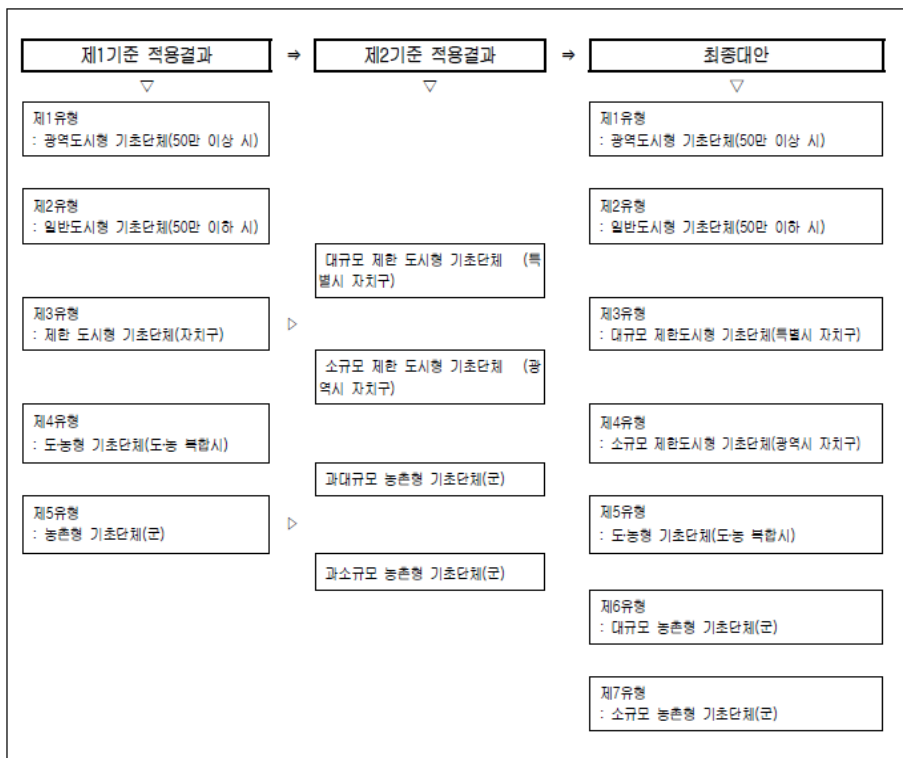 제1기준 적용결과 ⇒ 제2기준 적용결과 ⇒ 최종대안
▽ ▽ ▽
제1유형
: 광역도시형 기초단체(50만 이상 시)
제2유형
: 일반도시형 기초단체(50만 이하 시)
제3유형
: 제한 도시형 기초단체(자치구)
▷
제4유형
: 도·농형 기초단체(도·농 복합시)
제5유형
: 농촌형 기초단체(군)
▷
대규모 제한 도시형 기초단체 (특
별시 자치구)
소규모 제한 도시형 기초단체 (광
역시 자치구)
과대규모 농촌형 기초단체(군)
과소규모 농촌형 기초단체(군)
제1유형
: 광역도시형 기초단체(50만 이상 시)
제2유형
: 일반도시형 기초단체(50만 이하 시)
제3유형
: 대규모 제한도시형 기초단체(특별시 자치구)
제4유형
: 소규모 제한도시형 기초단체(광역시 자치구)
제5유형
: 도·농형 기초단체(도·농 복합시)
제6유형
: 대규모 농촌형 기초단체(군)
제7유형
: 소규모 농촌형 기초단체(군)